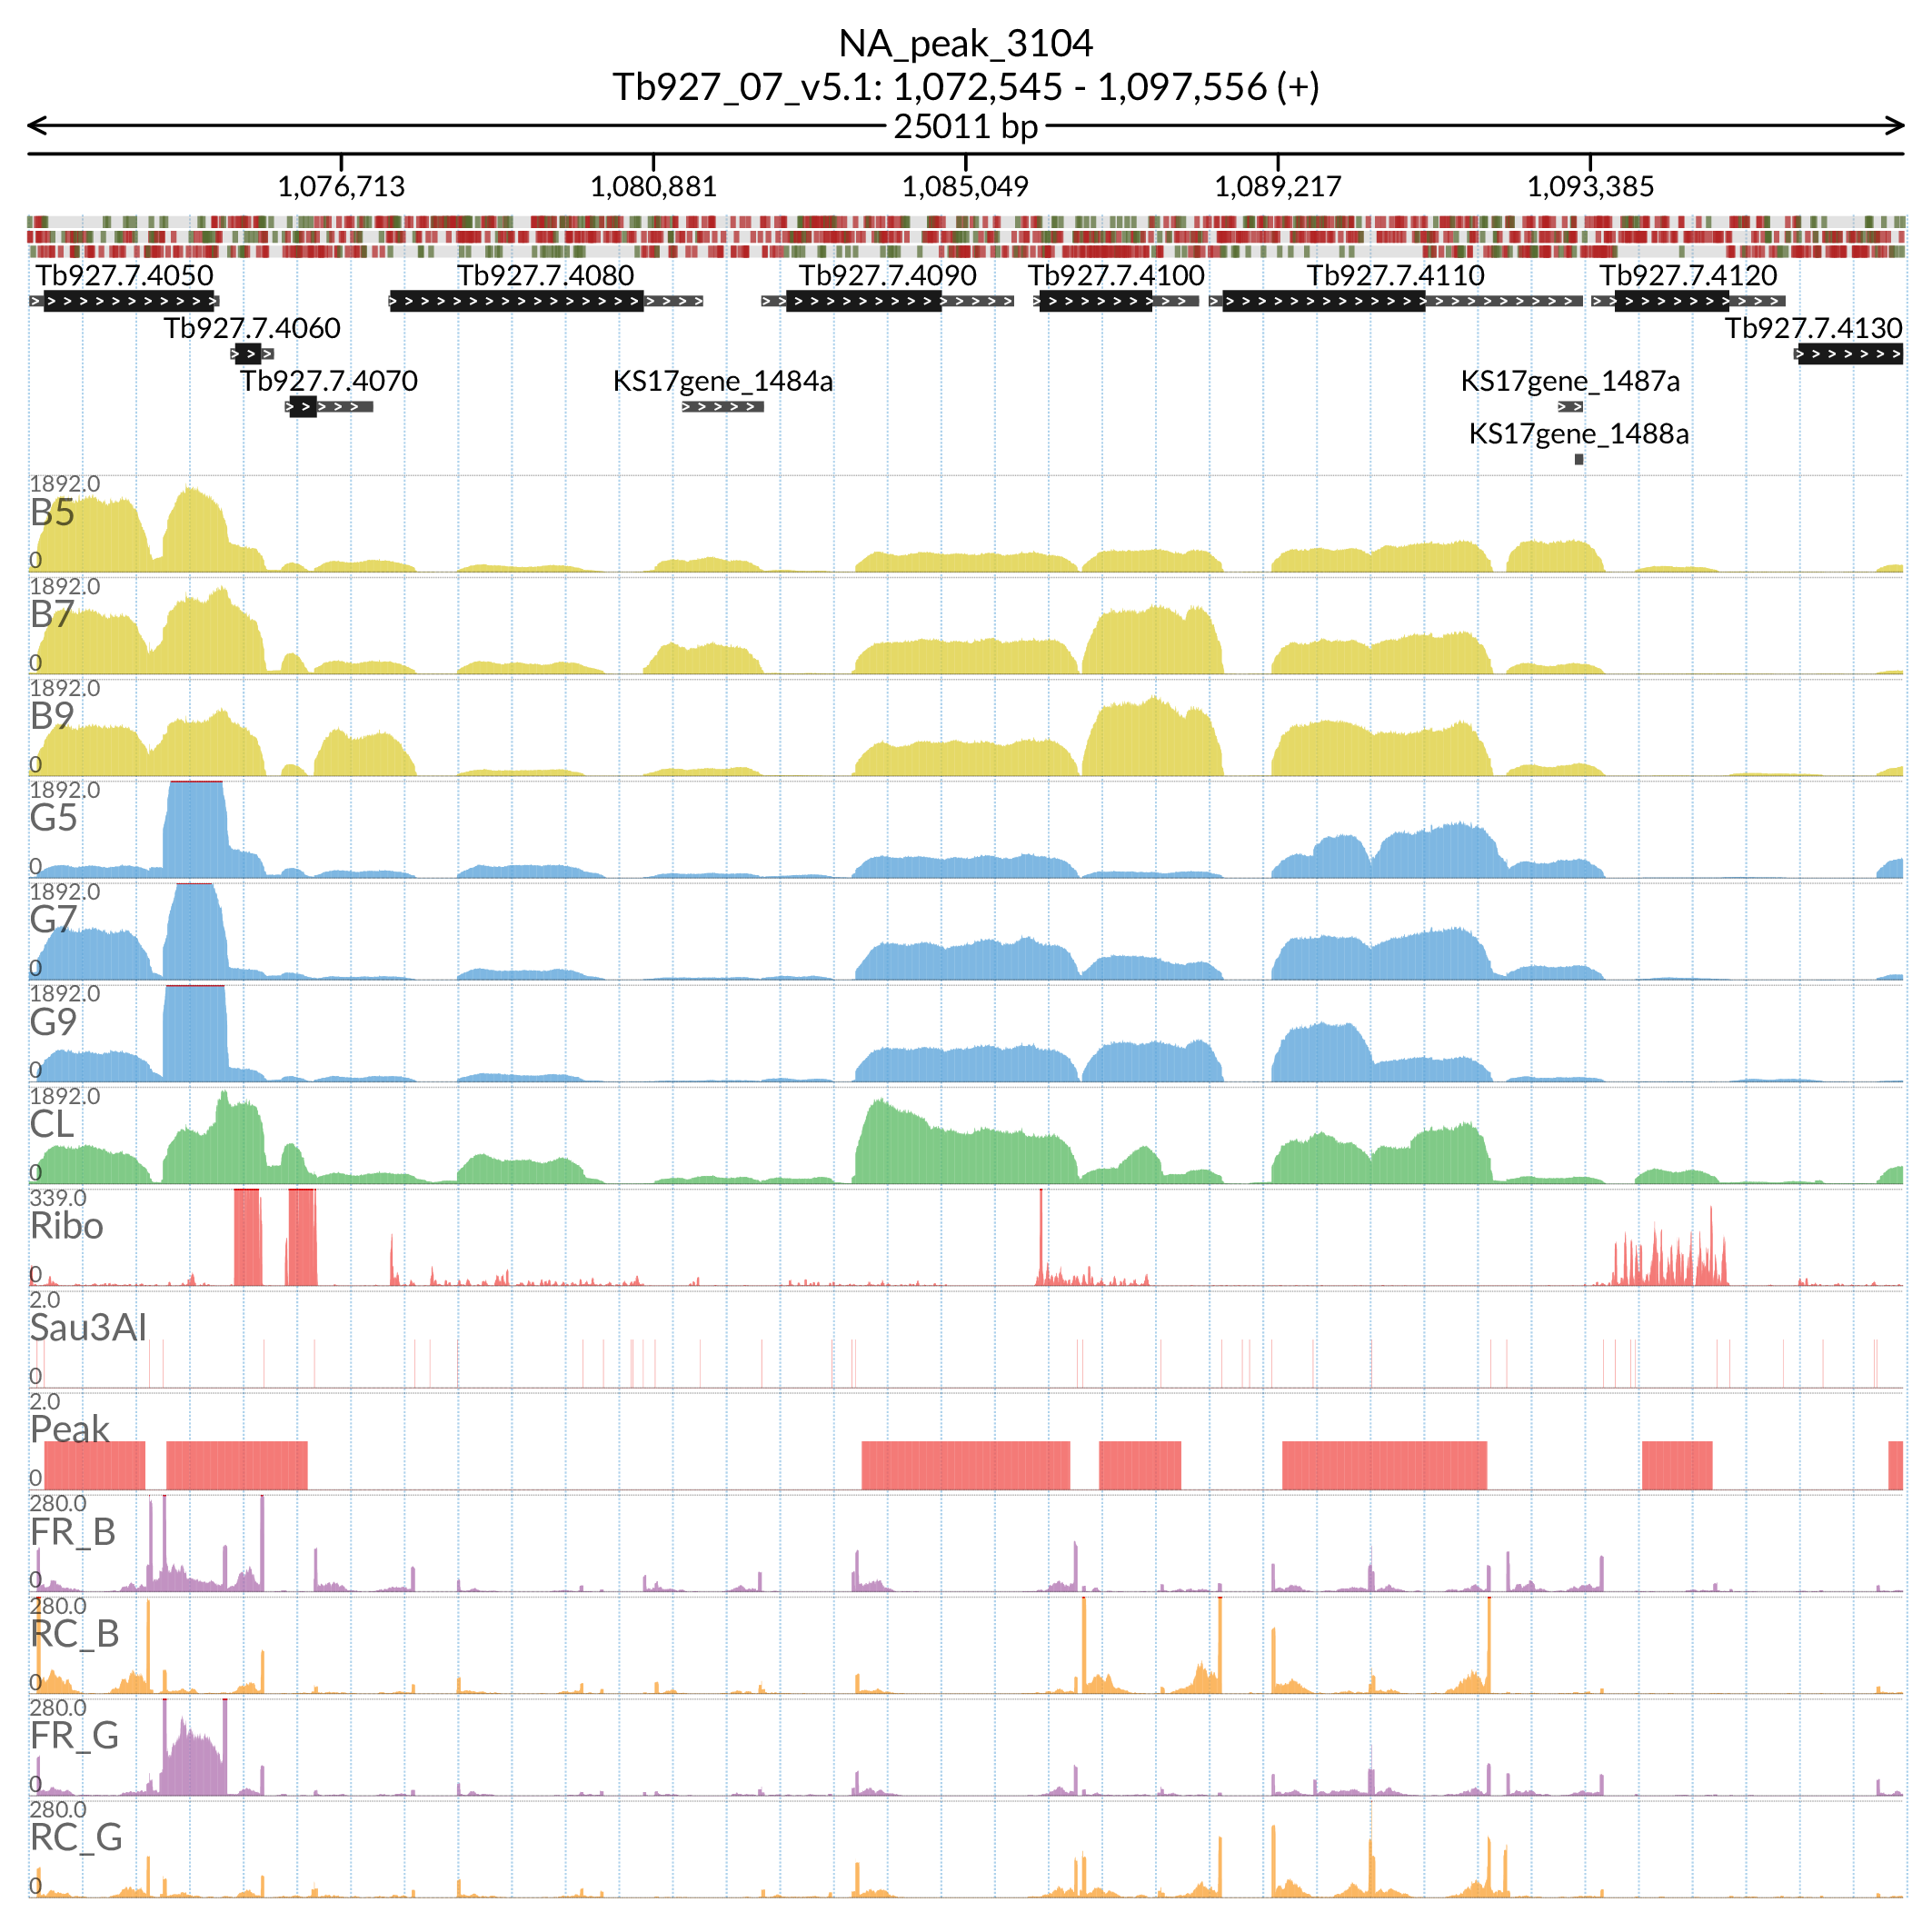 NA_peak_3104
Tb927_07_v5.1: 1,072,545 - 1,097,556 (+)
25011 bp
1,076,713 1,080,881 1,085,049 1,089,217 1,093,385
Tb927.7.4050 Tb927.7.4080 Tb927.7.4090 Tb927.7.4100 Tb927.7.4110 Tb927.7.4120
Tb927.7.4060 Tb927.7.4130
Tb927.7.4070 KS17gene_1484a KS17gene_1487a
KS17gene_1488a
1892.0
B5
0
1892.0
B7
0
1892.0
B9
0
1892.0
G5
0
1892.0
G7
0
1892.0
G9
0
1892.0
CL
0
339.0
Ribo
0
2.0
Sau3AI
0
2.0
Peak
0
280.0
FR_B
0
280.0
RC_B
0
280.0
FR_G
0
280.0
RC_G
0